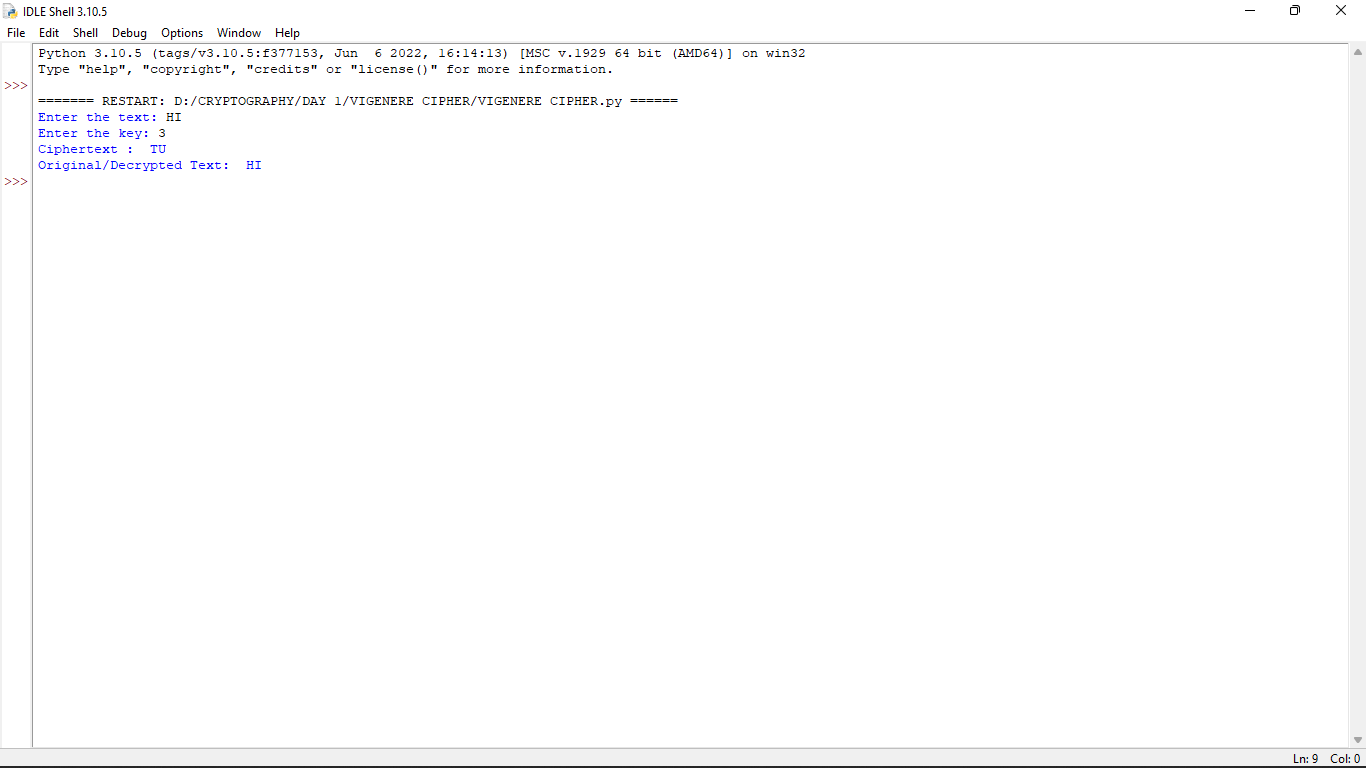 IDLE Shell 3.10.5
File Edit Shell Debug Options Window Help
Python 3.10.5 (tags/v3.10.5:f377153, Jun  6 2022, 16:14:13) [MSC v.1929 64 bit (AMD64)] on win32
Type "help", "copyright", "credits" or "license()" for more information.
>>>
======= RESTART: D:/CRYPTOGRAPHY/DAY 1/VIGENERE CIPHER/VIGENERE CIPHER.py ======
Enter the text: HI
Enter the key: 3
Ciphertext :  TU
Original/Decrypted Text:  HI
>>>
Ln: 9 Col: 0